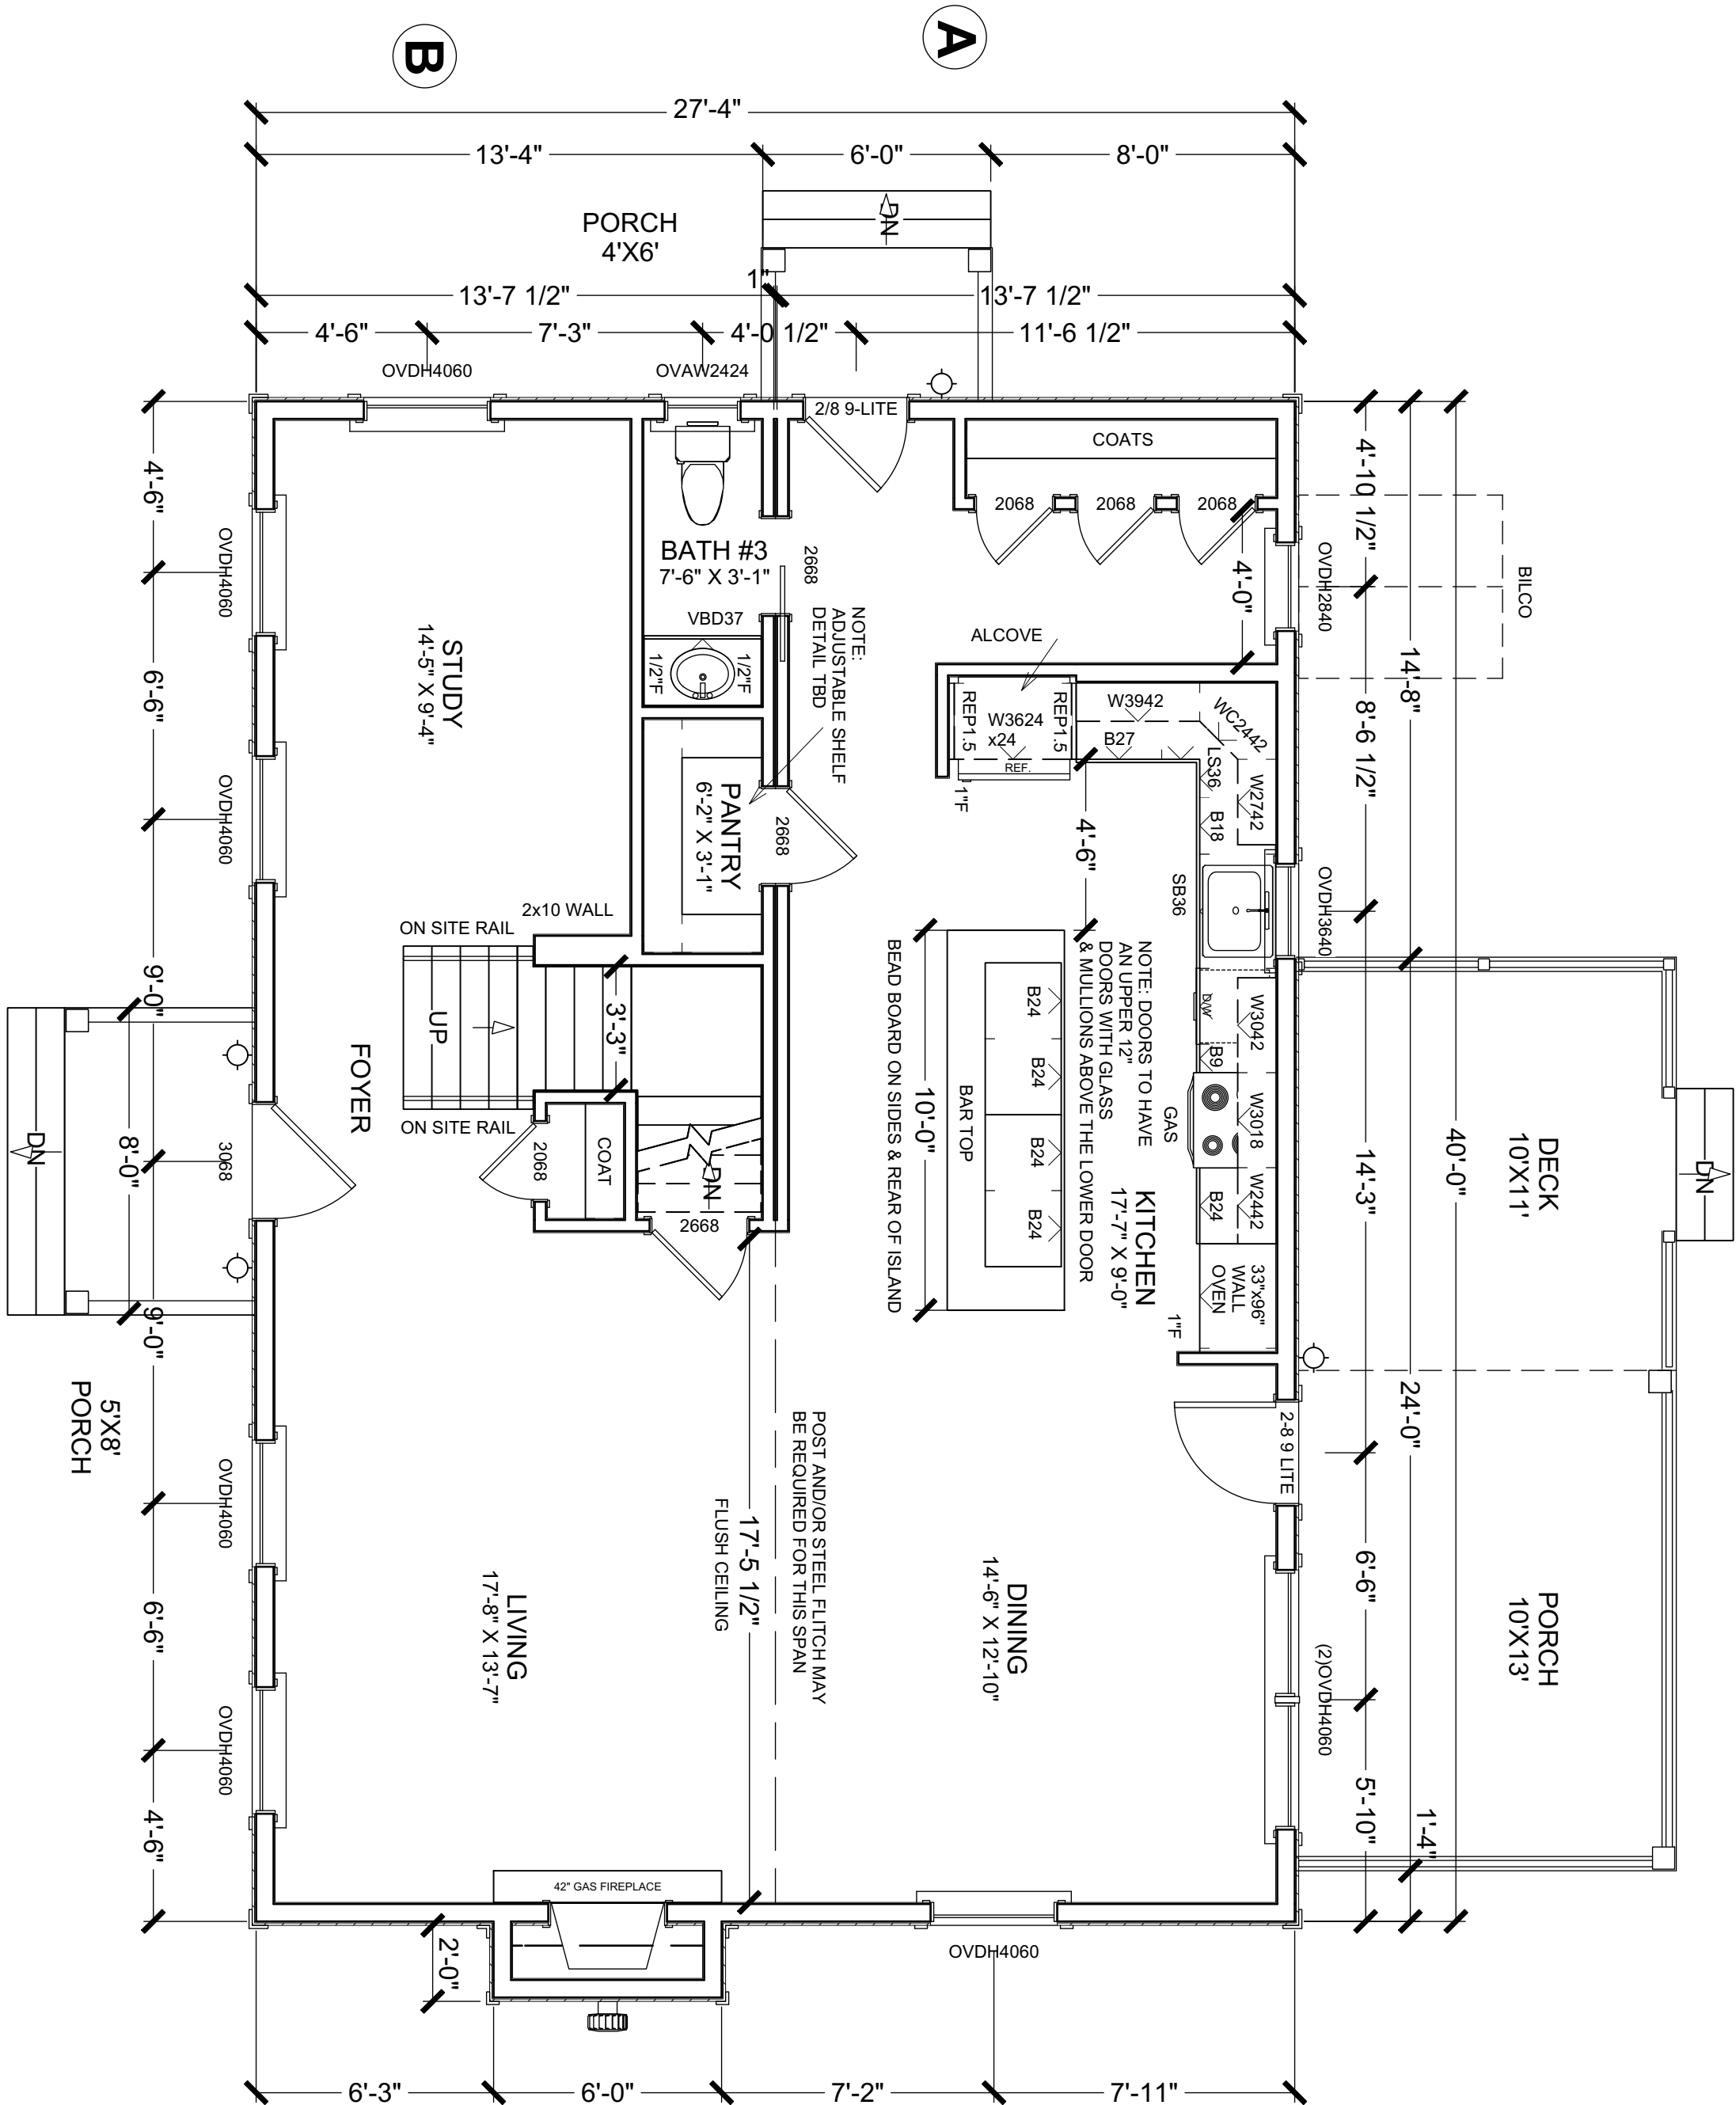 B
A
27'-4"
13'-4"
6'-0"
8'-0"
DN
PORCH
4'X6'
13'-7 1/2"
1"
13'-7 1/2"
4'-6"
7'-3"
4'-0 1/2"
11'-6 1/2"
OVDH4060
OVAW2424
2/8 9-LITE
COATS
2068
2068
2068
4'-0"
BATH #3
7'-6" X 3'-1"
2668
VBD37
1/2"F
1/2"F
NOTE:
ADJUSTABLE SHELF
DETAIL TBD
ALCOVE
STUDY
14'-5" X 9'-4"
PANTRY
6'-2" X 3'-1"
2668
REP1.5
W3624
x24
REP1.5
REF.
1"F
W3942
B27
WC2442
LS36
W2742
B18
SB36
4'-6"
2x10 WALL
ON SITE RAIL
UP
3'-3"
ON SITE RAIL
FOYER
COAT
2068
DN
2668
BEAD BOARD ON SIDES & REAR OF ISLAND
10'-0"
BAR TOP
B24
B24
B24
B24
NOTE: DOORS TO HAVE
AN UPPER 12"
DOORS WITH GLASS
& MULLIONS ABOVE THE LOWER DOOR
KITCHEN
17'-7" X 9'-0"
D/W
W3042
B9
GAS
W3018
W2442
B24
33"x96"
WALL
OVEN
1"F
2-8 9 LITE
POST AND/OR STEEL FLITCH MAY
BE REQUIRED FOR THIS SPAN
17'-5 1/2"
FLUSH CEILING
LIVING
17'-8" X 13'-7"
DINING
14'-6" X 12'-10"
42" GAS FIREPLACE
2'-0"
OVDH4060
6'-3"
6'-0"
7'-2"
7'-11"
4'-6"
6'-6"
9'-0"
9'-0"
6'-6"
4'-6"
OVDH4060
OVDH4060
3068
OVDH4060
OVDH4060
DN
8'-0"
5'X8'
PORCH
OVDH2840
OVDH3640
(2)OVDH4060
BILCO
4'-10 1/2"
8'-6 1/2"
14'-3"
6'-6"
5'-10"
14'-8"
24'-0"
1'-4"
40'-0"
DECK
10'X11'
DN
PORCH
10'X13'